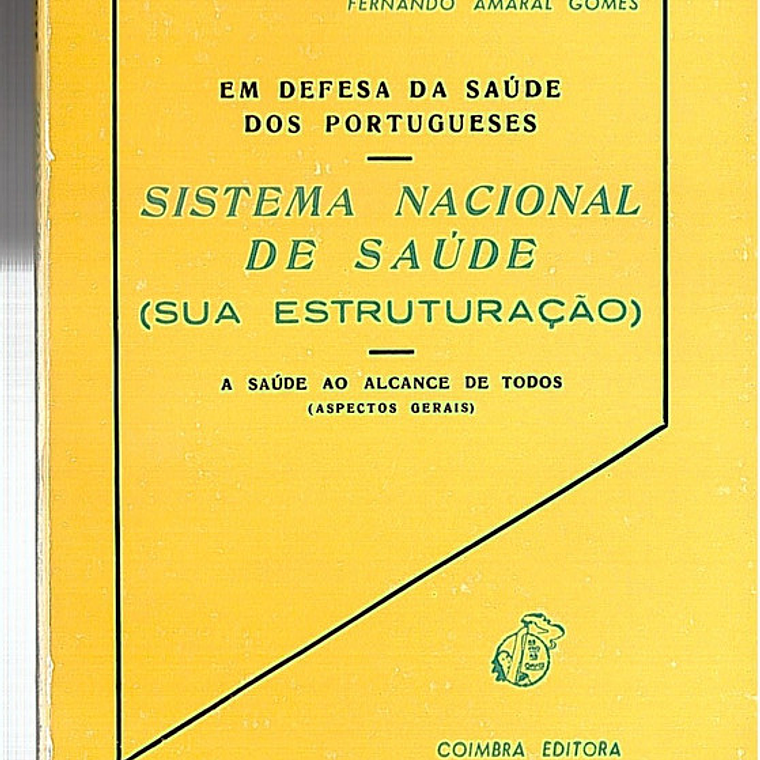 FERNANDO AMARAL GOMES
EM DEFESA DA SAÚDE
DOS PORTUGUESES
SISTEMA NACIONAL
DE SAÚDE
(SUA ESTRUTURAÇÃO)
A SAÚDE AO ALCANCE DE TODOS
(ASPECTOS GERAIS)
COIMBRA EDITORA